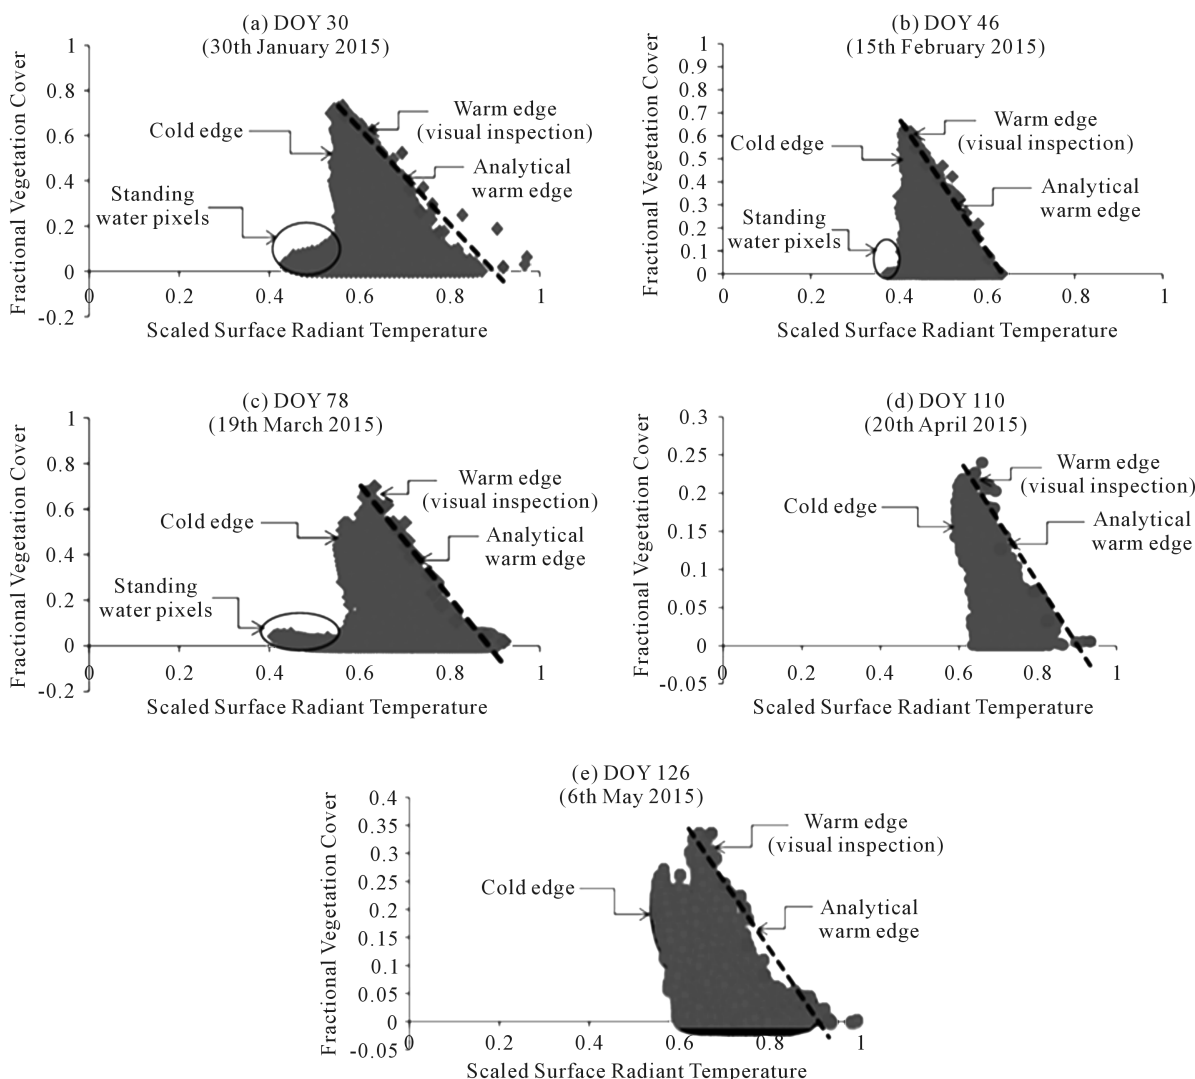 (a) DOY 30
(30th January 2015)
Fractional Vegetation Cover
1
0.8
0.6
0.4
0.2
0
-0.2
0
0.2
0.4
0.6
0.8
1
Cold edge
Standing
water pixels
Warm edge
(visual inspection)
Analytical
warm edge
Scaled Surface Radiant Temperature
(b) DOY 46
(15th February 2015)
Fractional Vegetation Cover
1
0.9
0.8
0.7
0.6
0.5
0.4
0.3
0.2
0.1
0
0
0.2
0.4
0.6
0.8
1
Cold edge
Standing
water pixels
Warm edge
(visual inspection)
Analytical
warm edge
Scaled Surface Radiant Temperature
(c) DOY 78
(19th March 2015)
Fractional Vegetation Cover
1
0.8
0.6
0.4
0.2
0
-0.2
0
0.2
0.4
0.6
0.8
1
Cold edge
Standing
water pixels
Warm edge
(visual inspection)
Analytical
warm edge
Scaled Surface Radiant Temperature
(d) DOY 110
(20th April 2015)
Fractional Vegetation Cover
0.3
0.25
0.2
0.15
0.1
0.05
0
-0.05
0
0.2
0.4
0.6
0.8
1
Cold edge
Warm edge
(visual inspection)
Analytical
warm edge
Scaled Surface Radiant Temperature
(e) DOY 126
(6th May 2015)
Fractional Vegetation Cover
0.4
0.35
0.3
0.25
0.2
0.15
0.1
0.05
0
-0.05
0
0.2
0.4
0.6
0.8
1
Cold edge
Warm edge
(visual inspection)
Analytical
warm edge
Scaled Surface Radiant Temperature